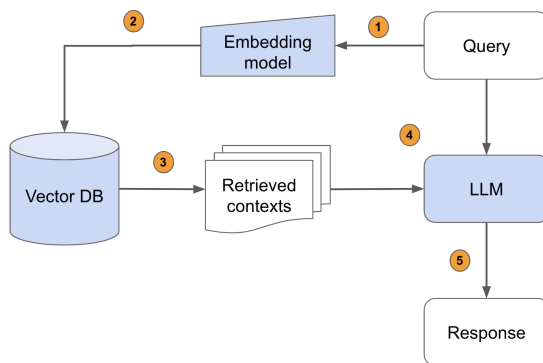 2
1
Embedding
model
Query
3
4
Vector DB
Retrieved
contexts
LLM
5
Response